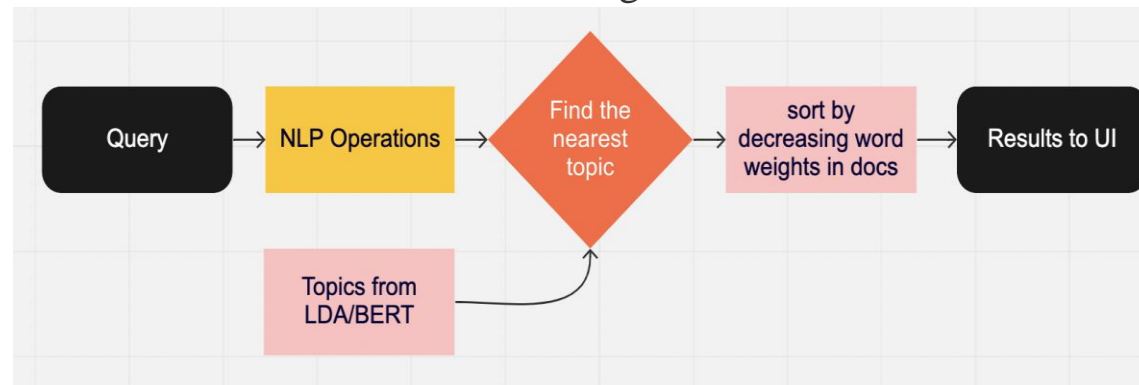 Query
NLP Operations
Find the
nearest
topic
sort by
decreasing word
weights in docs
Results to UI
Topics from
LDA/BERT